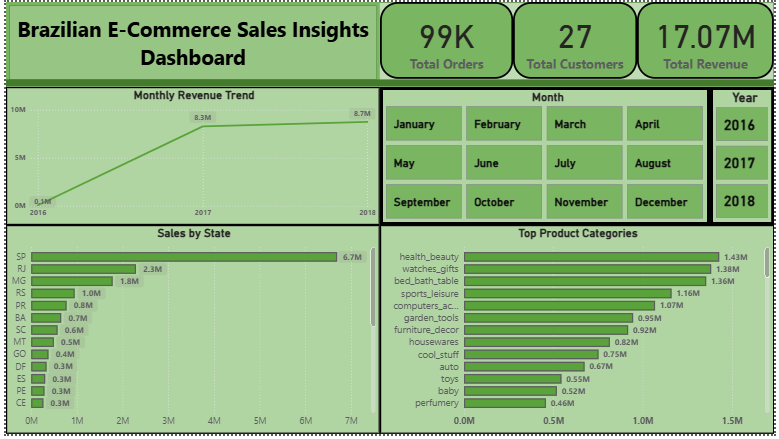 Brazilian E-Commerce Sales Insights
Dashboard
99K
Total Orders
27
Total Customers
17.07M
Total Revenue
Monthly Revenue Trend
10M
5M
0M
0.1M
8.3M
8.7M
2016
2017
2018
Month
January
February
March
April
May
June
July
August
September
October
November
December
Year
2016
2017
2018
Sales by State
SP
6.7M
RJ
2.3M
MG
1.8M
RS
1.0M
PR
0.8M
BA
0.7M
SC
0.6M
MT
0.5M
GO
0.4M
DF
0.3M
ES
0.3M
PE
0.3M
CE
0.3M
0M
1M
2M
3M
4M
5M
6M
7M
Top Product Categories
health_beauty
1.43M
watches_gifts
1.38M
bed_bath_table
1.36M
sports_leisure
1.16M
computers_ac...
1.07M
garden_tools
0.95M
furniture_decor
0.92M
housewares
0.82M
cool_stuff
0.75M
auto
0.67M
toys
0.55M
baby
0.52M
perfumery
0.46M
0.0M
0.5M
1.0M
1.5M